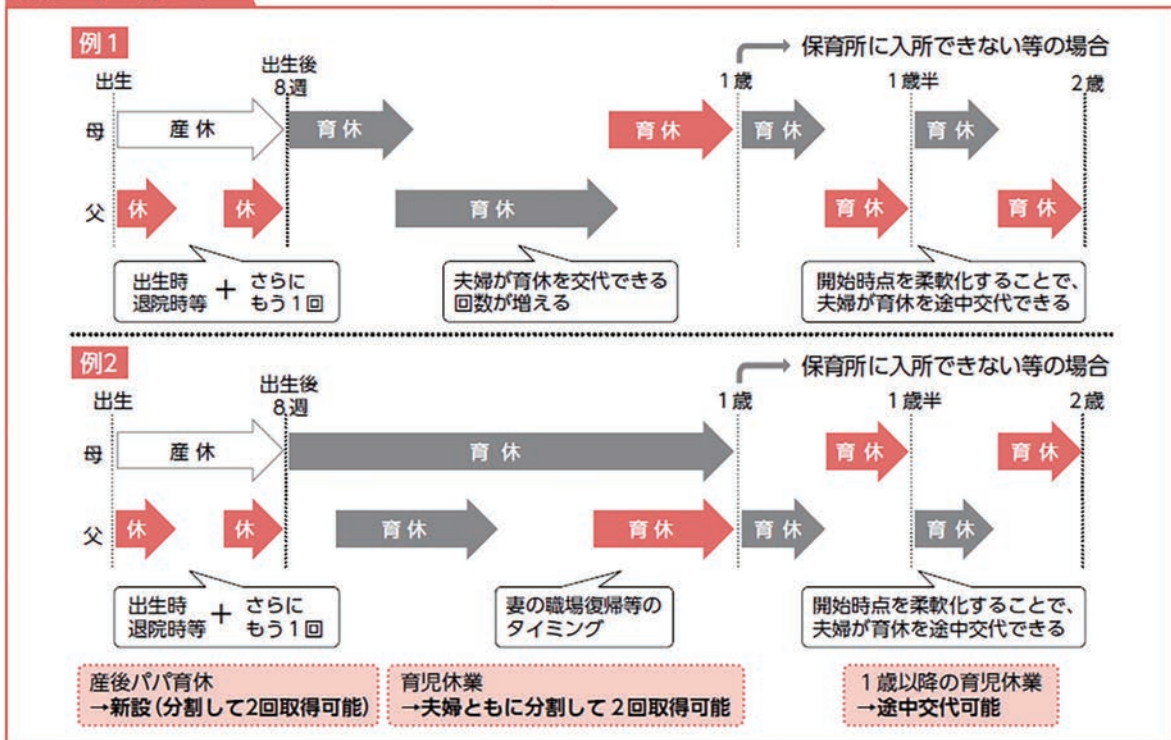 例1
保育所に入所できない等の場合
出生
出生後
8週
1歳
1歳半
2歳
母
産休
育休
育休
育休
育休
父
休
休
育休
育休
育休
出生時
退院時等
+
さらに
もう1回
夫婦が育休を交代できる
回数が増える
開始時点を柔軟化することで、
夫婦が育休を途中交代できる
例2
保育所に入所できない等の場合
出生
出生後
8週
1歳
1歳半
2歳
母
産休
育休
育休
育休
父
休
休
育休
育休
育休
育休
出生時
退院時等
+
さらに
もう1回
妻の職場復帰等の
タイミング
開始時点を柔軟化することで、
夫婦が育休を途中交代できる
産後パパ育休
→新設(分割して2回取得可能)
育児休業
→夫婦ともに分割して2回取得可能
1歳以降の育児休業
→途中交代可能